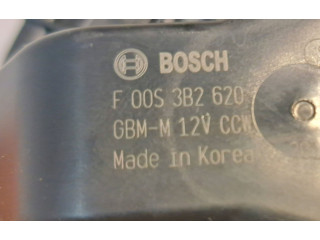 BOSCH
F 00S 3B2 620
GBM-M 12V CCW
Made in Korea